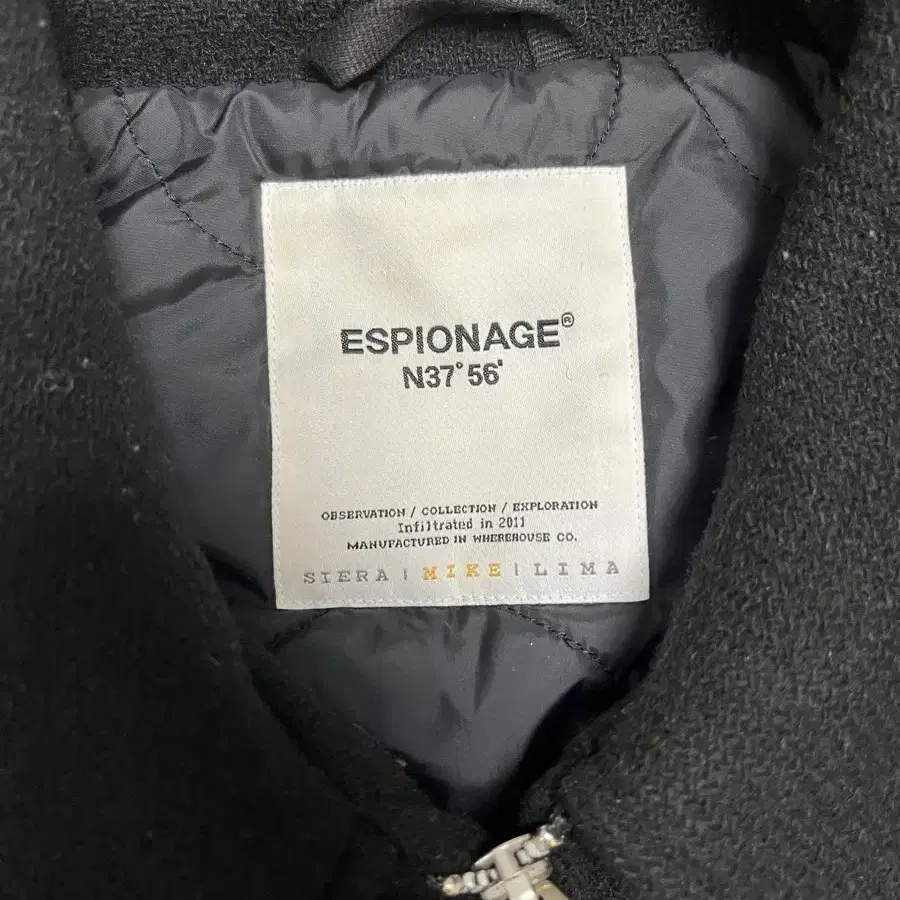 ESPIONAGE®
N37° 56'
OBSERVATION / COLLECTION / EXPLORATION
Infiltrated in 2011
MANUFACTURED IN WHEREHOUSE CO.
SIERA | MIKE | LIMA